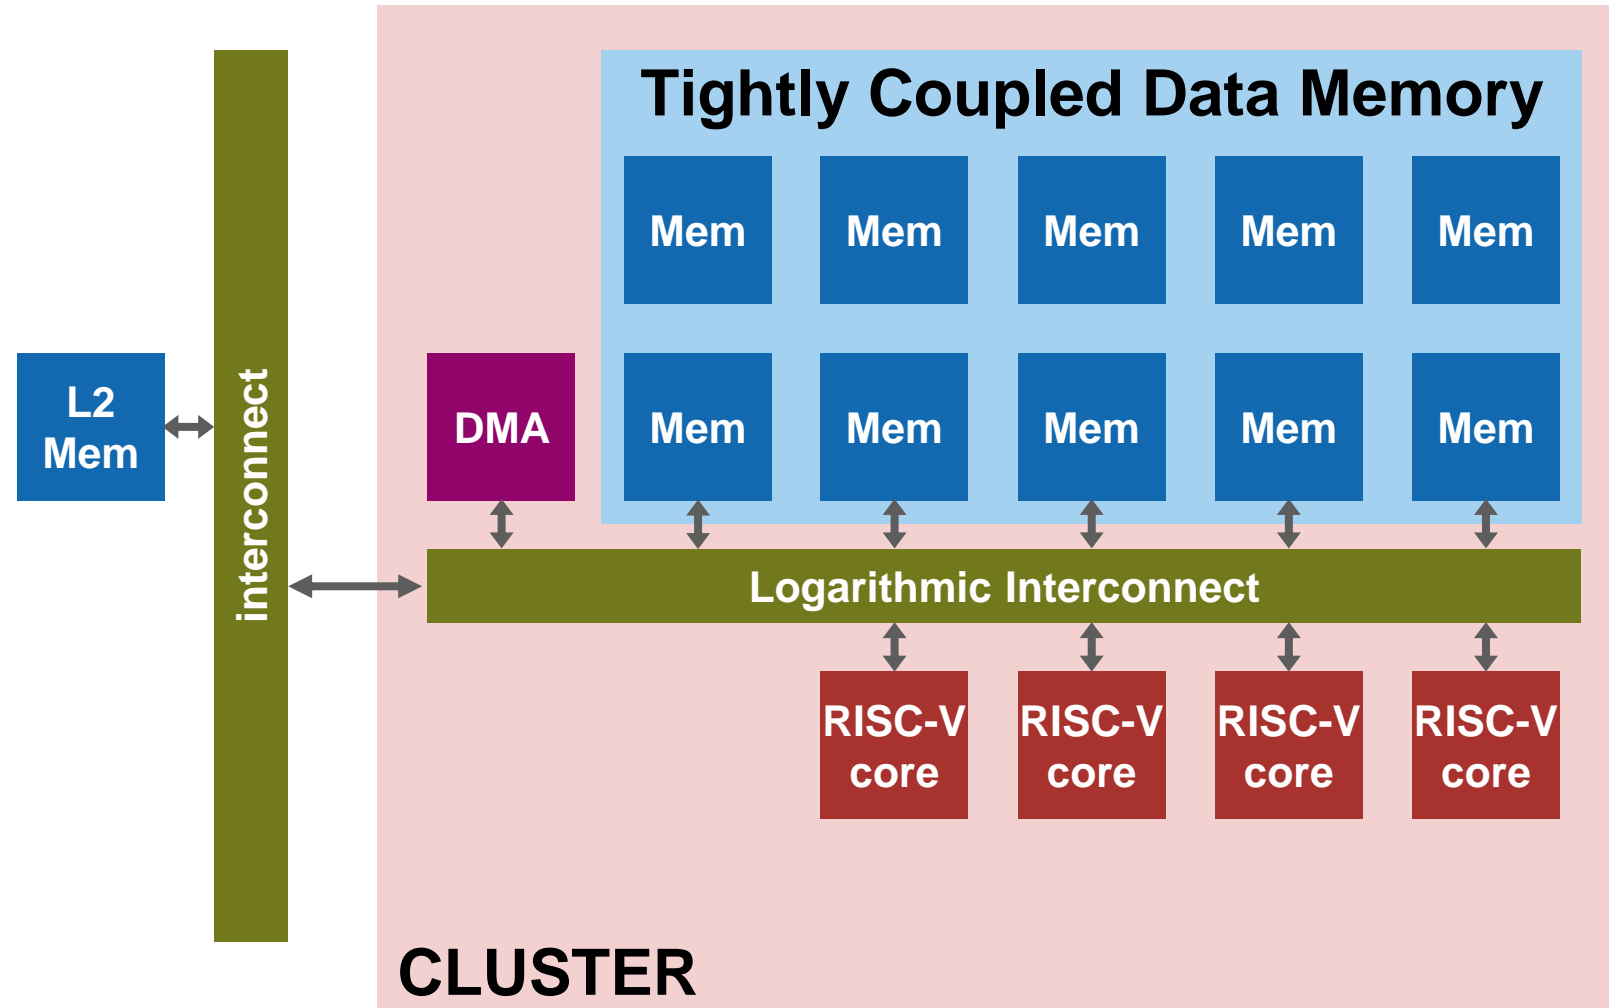 Tightly Coupled Data Memory
Mem
Mem
Mem
Mem
Mem
L2
Mem
interconnect
DMA
Mem
Mem
Mem
Mem
Mem
Logarithmic Interconnect
RISC-V
core
RISC-V
core
RISC-V
core
RISC-V
core
CLUSTER